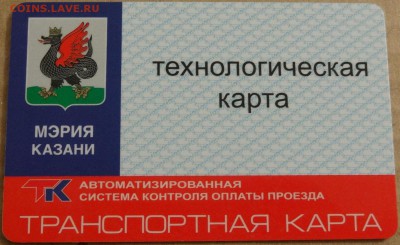 COINS.LAVE.RU
технологическая
карта
МЭРИЯ
КАЗАНИ
ТК
АВТОМАТИЗИРОВАННАЯ
СИСТЕМА КОНТРОЛЯ ОПЛАТЫ ПРОЕЗДА
ТРАНСПОРТНАЯ КАРТА